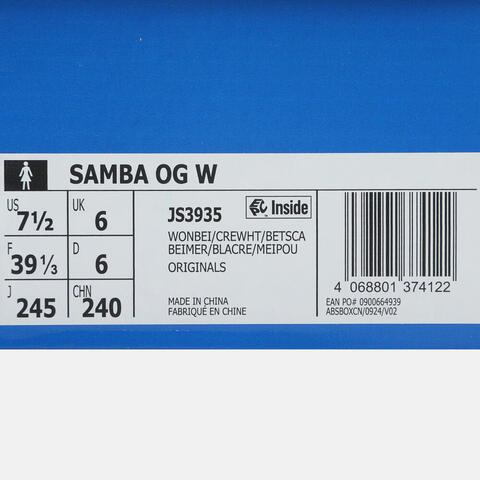 SAMBA OG W
US 7½ UK 6
F 39⅓ D 6
J 245 CHN 240
JS3935 Inside
WONBEI/CREWHT/BETSCA
BEIMER/BLACRE/MEIPOU
ORIGINALS
MADE IN CHINA
FABRIQUÉ EN CHINE
4 068801 374122
EAN PO# 0900664939
ABSBOXCN/0924/V02